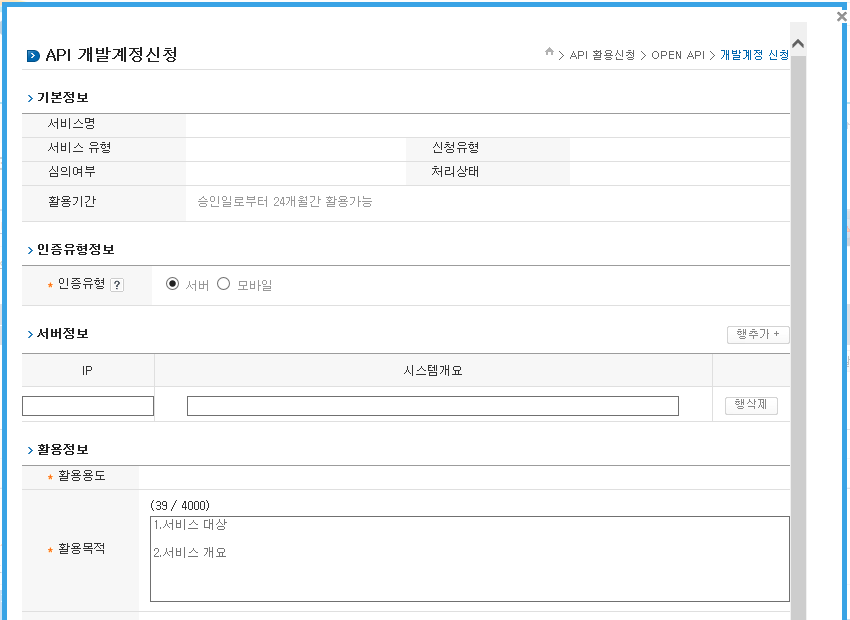 API 개발계정신청
> API 활용신청 > OPEN API > 개발계정 신청
기본정보
서비스명
서비스 유형 신청유형
심의여부 처리상태
활용기간 승인일로부터 24개월간 활용가능
인증유형정보
* 인증유형 ? 서버 모바일
서버정보 행추가 +
IP 시스템개요
행삭제
활용정보
* 활용용도
(39 / 4000)
* 활용목적
1.서비스 대상
2.서비스 개요